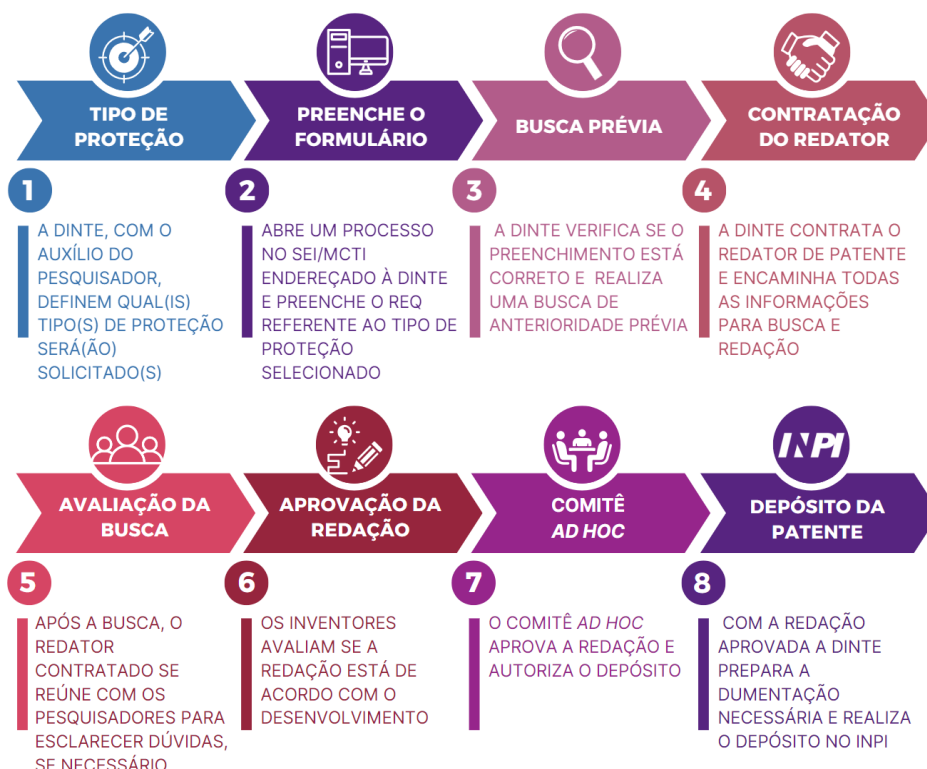 TIPO DE
PROTEÇÃO
PREENCHE O
FORMULÁRIO
BUSCA PRÉVIA
CONTRATAÇÃO
DO REDATOR
1
A DINTE, COM O
AUXÍLIO DO
PESQUISADOR,
DEFINEM QUAL(IS)
TIPO(S) DE PROTEÇÃO
SERÁ(ÃO)
SOLICITADO(S)
2
ABRE UM PROCESSO
NO SEI/MCTI
ENDEREÇADO À DINTE
E PREENCHE O REQ
REFERENTE AO TIPO DE
PROTEÇÃO
SELECIONADO
3
A DINTE VERIFICA SE O
PREENCHIMENTO ESTÁ
CORRETO E REALIZA
UMA BUSCA DE
ANTERIORIDADE PRÉVIA
4
A DINTE CONTRATA O
REDATOR DE PATENTE
E ENCAMINHA TODAS
AS INFORMAÇÕES
PARA BUSCA E
REDAÇÃO
INPI
AVALIAÇÃO DA
BUSCA
APROVAÇÃO DA
REDAÇÃO
COMITÊ
AD HOC
DEPÓSITO DA
PATENTE
5
APÓS A BUSCA, O
REDATOR
CONTRATADO SE
REÚNE COM OS
PESQUISADORES PARA
ESCLARECER DÚVIDAS,
SE NECESSÁRIO
6
OS INVENTORES
AVALIAM SE A
REDAÇÃO ESTÁ DE
ACORDO COM O
DESENVOLVIMENTO
7
O COMITÊ AD HOC
APROVA A REDAÇÃO E
AUTORIZA O DEPÓSITO
8
COM A REDAÇÃO
APROVADA A DINTE
PREPARA A
DUMENTAÇÃO
NECESSÁRIA E REALIZA
O DEPÓSITO NO INPI